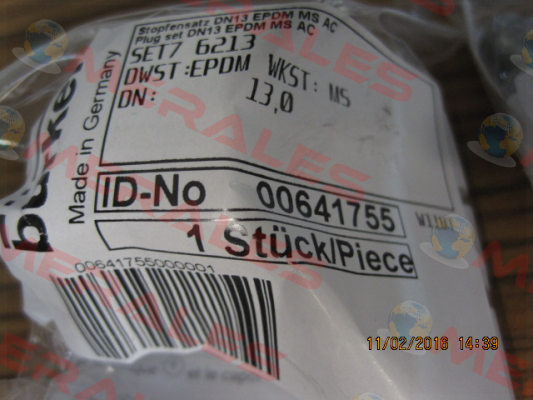 Stopfensatz DN13 EPDM MS AC
Plug set DN13 EPDM MS AC
SET7 6213
DWST:EPDM WKST: MS
DN: 13,0
bürkert
Made in Germany
ID-No 00641755
1 Stück/Piece
00641755000001
MERALES
11/02/2016 14:39